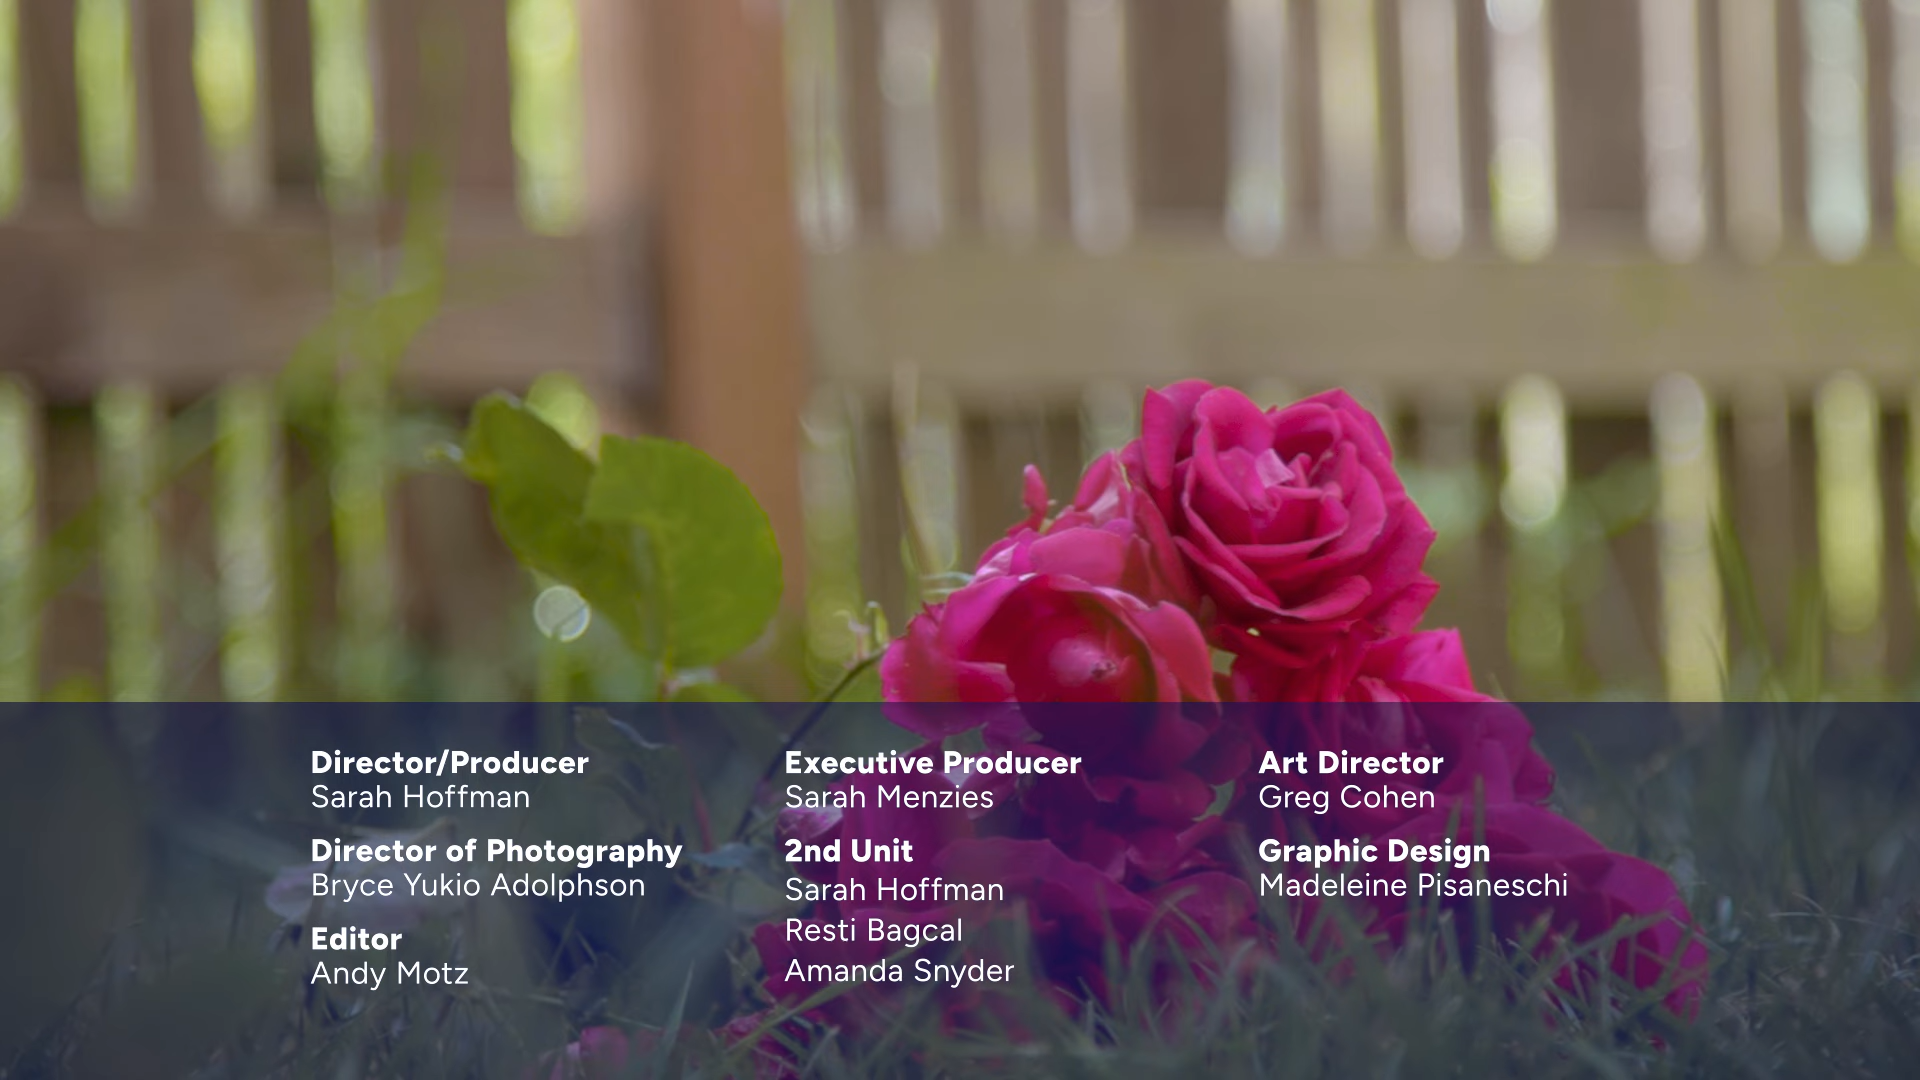 Director/Producer
Sarah Hoffman
Director of Photography
Bryce Yukio Adolphson
Editor
Andy Motz
Executive Producer
Sarah Menzies
2nd Unit
Sarah Hoffman
Resti Bagcal
Amanda Snyder
Art Director
Greg Cohen
Graphic Design
Madeleine Pisaneschi